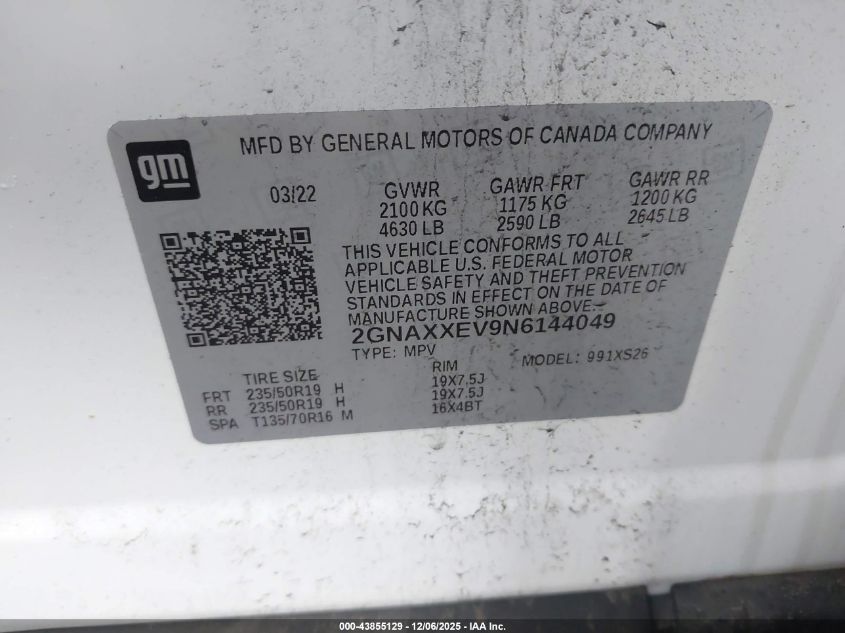 gm
MFD BY GENERAL MOTORS OF CANADA COMPANY
03/22
GVWR GAWR FRT GAWR RR
2100 KG 1175 KG 1200 KG
4630 LB 2590 LB 2645 LB
THIS VEHICLE CONFORMS TO ALL
APPLICABLE U.S. FEDERAL MOTOR
VEHICLE SAFETY AND THEFT PREVENTION
STANDARDS IN EFFECT ON THE DATE OF
MANUFACTURE SHOWN ABOVE.
2GNAXXEV9N6144049
TYPE: MPV MODEL: 991XS26
TIRE SIZE RIM
FRT 235/50R19 H 19X7.5J
RR 235/50R19 H 19X7.5J
SPA T135/70R16 M 16X4BT
000-43855129 - 12/06/2025 - IAA Inc.